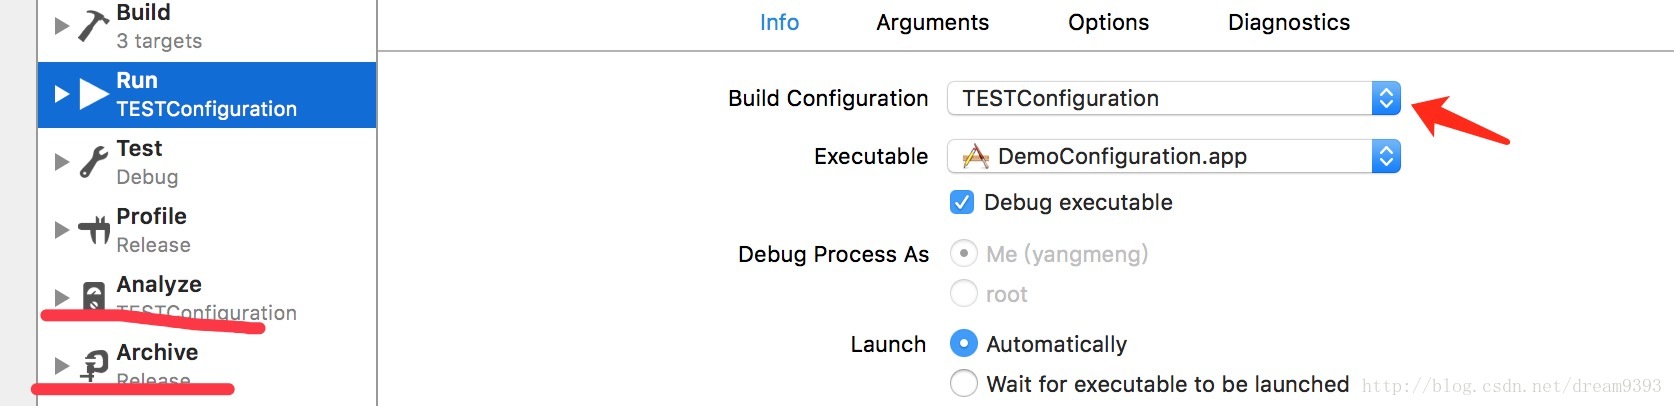 Build
3 targets
Run
TESTConfiguration
Test
Debug
Profile
Release
Analyze
TESTConfiguration
Archive
Release
Info Arguments Options Diagnostics
Build Configuration TESTConfiguration
Executable DemoConfiguration.app
Debug executable
Debug Process As Me (yangmeng)
root
Launch Automatically
Wait for executable to be launched
http://blog.csdn.net/dream9393